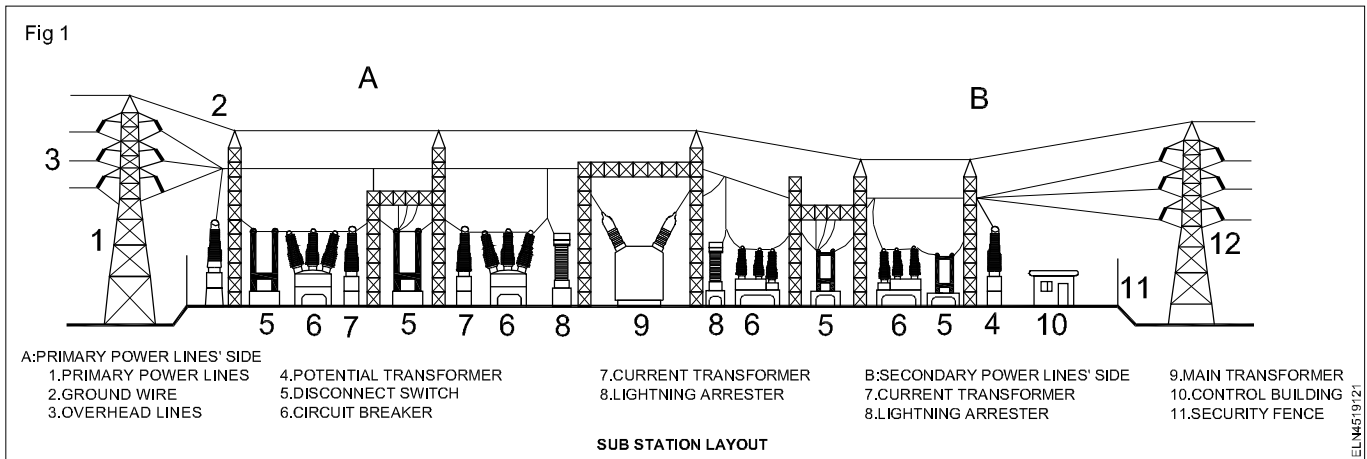 Fig 1
A
B
2
3
1
12
11
5 6 7 5 7 6 8 9 8 6 5 6 5 4 10
A:PRIMARY POWER LINES' SIDE
1.PRIMARY POWER LINES
2.GROUND WIRE
3.OVERHEAD LINES
4.POTENTIAL TRANSFORMER
5.DISCONNECT SWITCH
6.CIRCUIT BREAKER
7.CURRENT TRANSFORMER
8.LIGHTNING ARRESTER
B:SECONDARY POWER LINES' SIDE
7.CURRENT TRANSFORMER
8.LIGHTNING ARRESTER
9.MAIN TRANSFORMER
10.CONTROL BUILDING
11.SECURITY FENCE
SUB STATION LAYOUT
ELN4519121